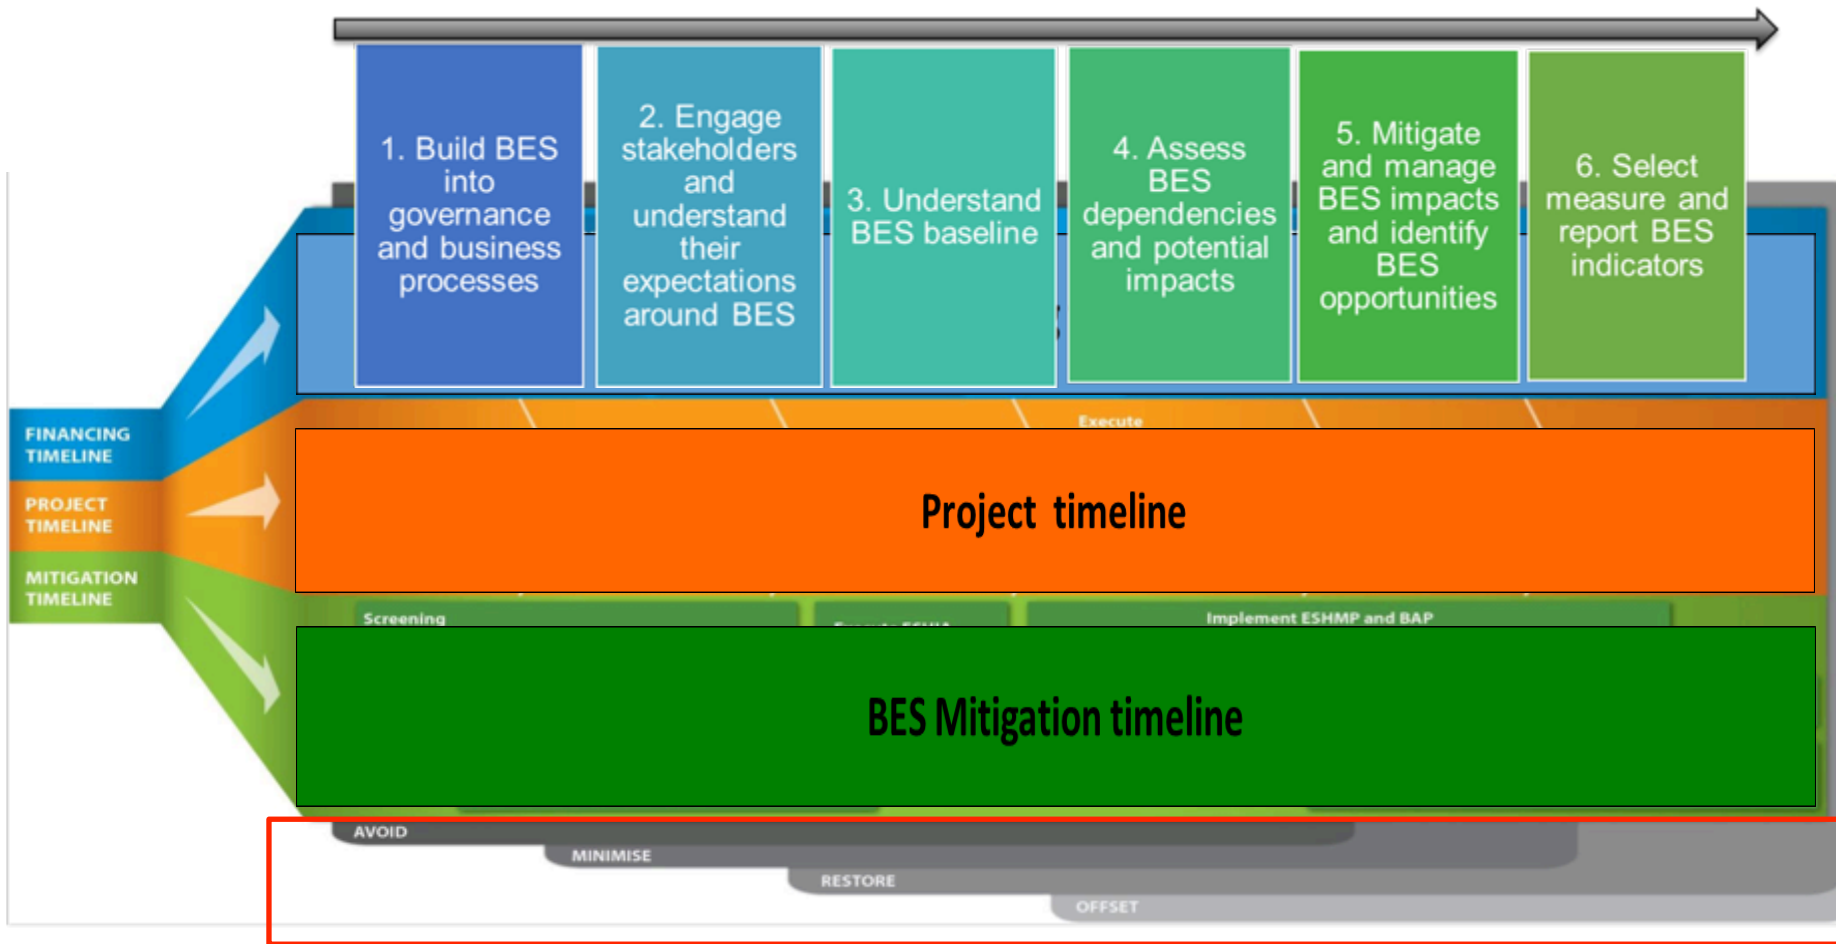 1. Build BES
into
governance
and business
processes
2. Engage
stakeholders
and
understand
their
expectations
around BES
3. Understand
BES baseline
4. Assess
BES
dependencies
and potential
impacts
5. Mitigate
and manage
BES impacts
and identify
BES
opportunities
6. Select
measure and
report BES
indicators
FINANCING
TIMELINE
PROJECT
TIMELINE
MITIGATION
TIMELINE
Execute
Project timeline
Screening
Implement ESHMP and BAP
BES Mitigation timeline
AVOID
MINIMISE
RESTORE
OFFSET